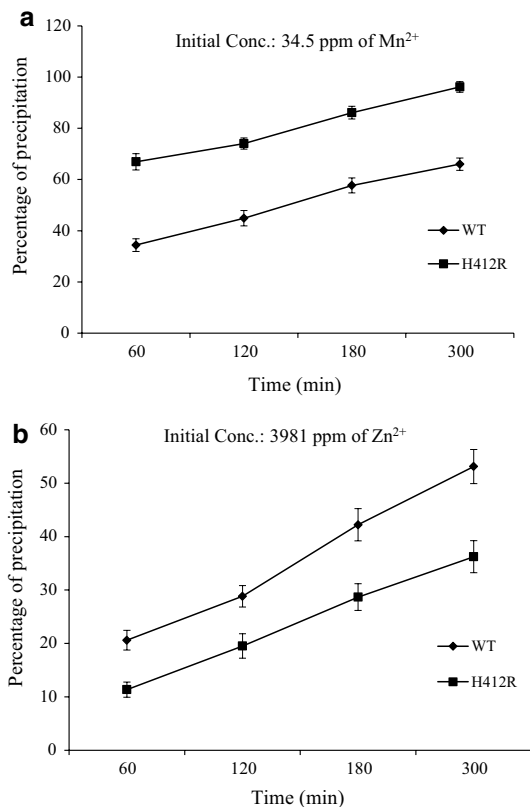 a
Initial Conc.: 34.5 ppm of Mn²⁺
Percentage of precipitation
120
100
80
60
40
20
0
WT
H412R
60 120 180 300
Time (min)
b
Initial Conc.: 3981 ppm of Zn²⁺
Percentage of precipitation
60
50
40
30
20
10
0
WT
H412R
60 120 180 300
Time (min)